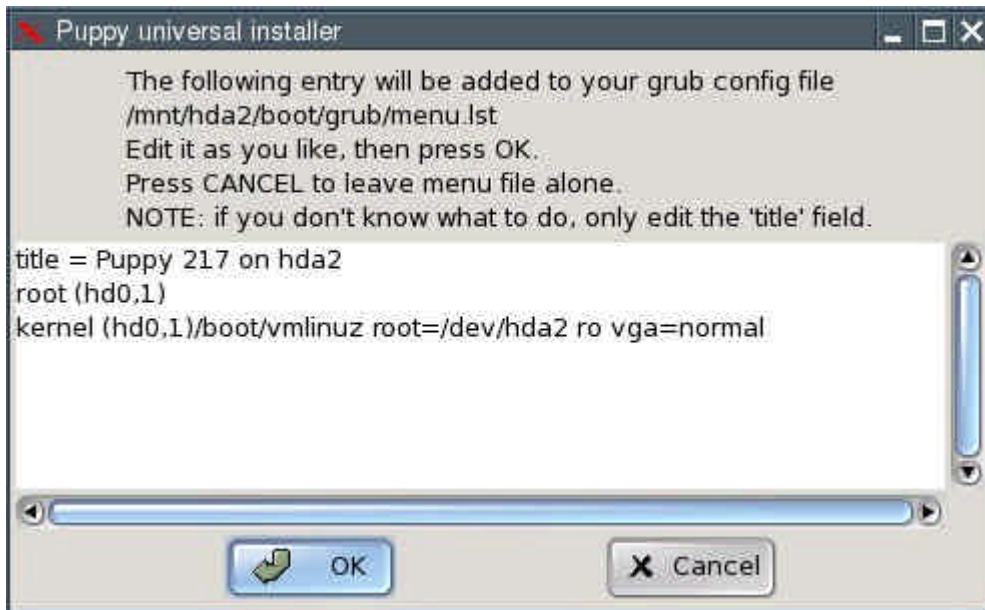 Puppy universal installer
The following entry will be added to your grub config file
/mnt/hda2/boot/grub/menu.lst
Edit it as you like, then press OK.
Press CANCEL to leave menu file alone.
NOTE: if you don't know what to do, only edit the 'title' field.
title = Puppy 217 on hda2
root (hd0,1)
kernel (hd0,1)/boot/vmlinuz root=/dev/hda2 ro vga=normal
OK
Cancel